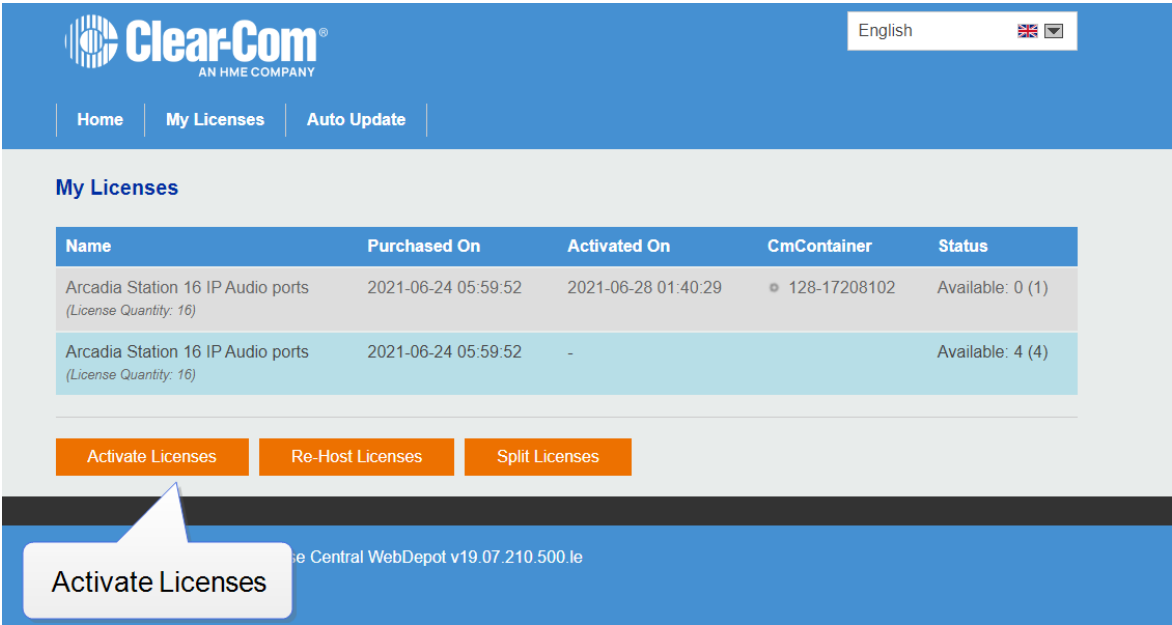 Clear-Com®
AN HME COMPANY
English
Home My Licenses Auto Update
My Licenses
Name Purchased On Activated On CmContainer Status
Arcadia Station 16 IP Audio ports 2021-06-24 05:59:52 2021-06-28 01:40:29 128-17208102 Available: 0 (1)
(License Quantity: 16)
Arcadia Station 16 IP Audio ports 2021-06-24 05:59:52 - Available: 4 (4)
(License Quantity: 16)
Activate Licenses Re-Host Licenses Split Licenses
Central WebDepot v19.07.210.500.le
Activate Licenses